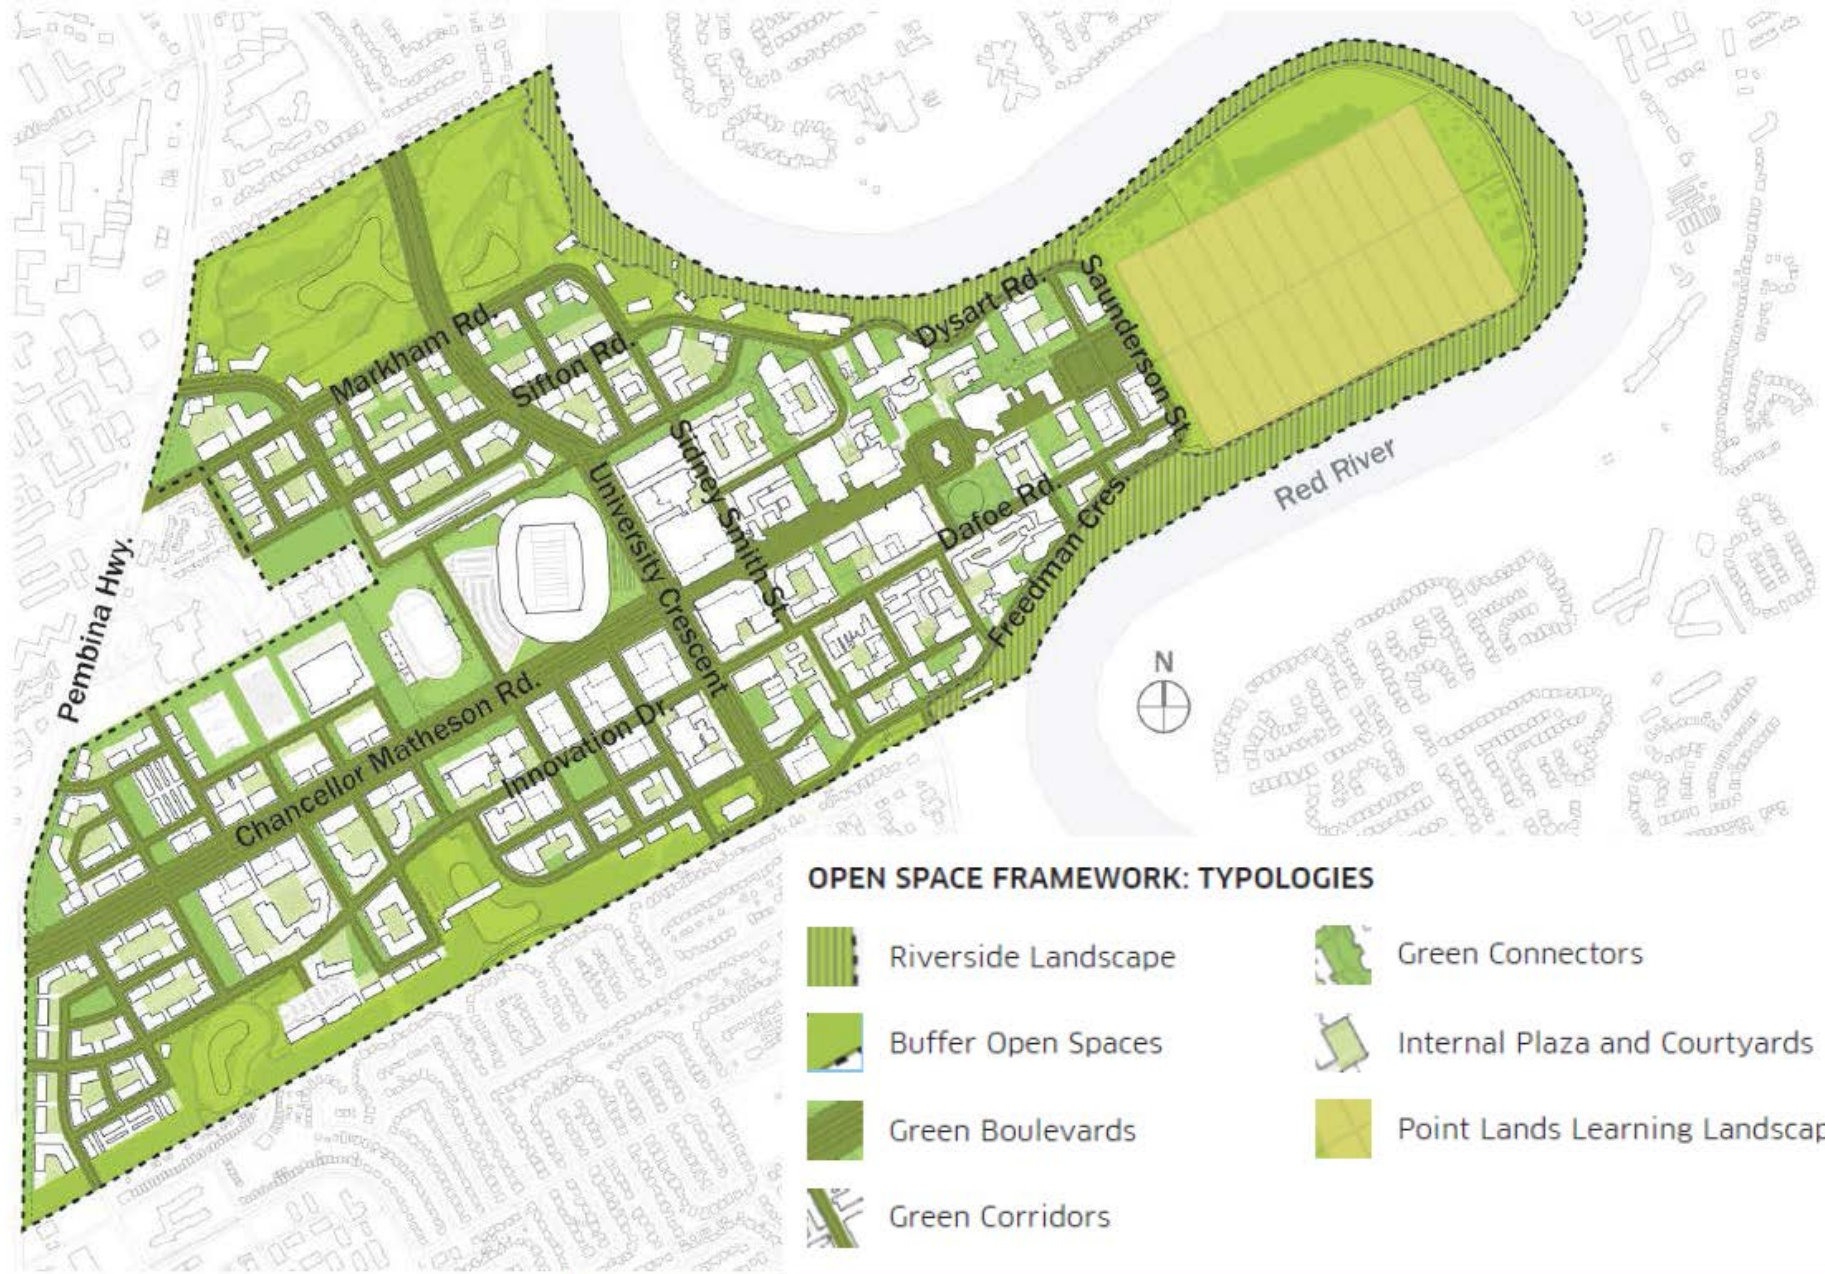 Markham Rd.
Sifton Rd.
Dysart Rd.
Saunderson St.
Sidney Smith St.
University Crescent
Dafoe Rd.
Freedman Cres.
Red River
Pembina Hwy.
Chancellor Matheson Rd.
Innovation Dr.
N
OPEN SPACE FRAMEWORK: TYPOLOGIES
Riverside Landscape
Buffer Open Spaces
Green Boulevards
Green Corridors
Green Connectors
Internal Plaza and Courtyards
Point Lands Learning Landscap